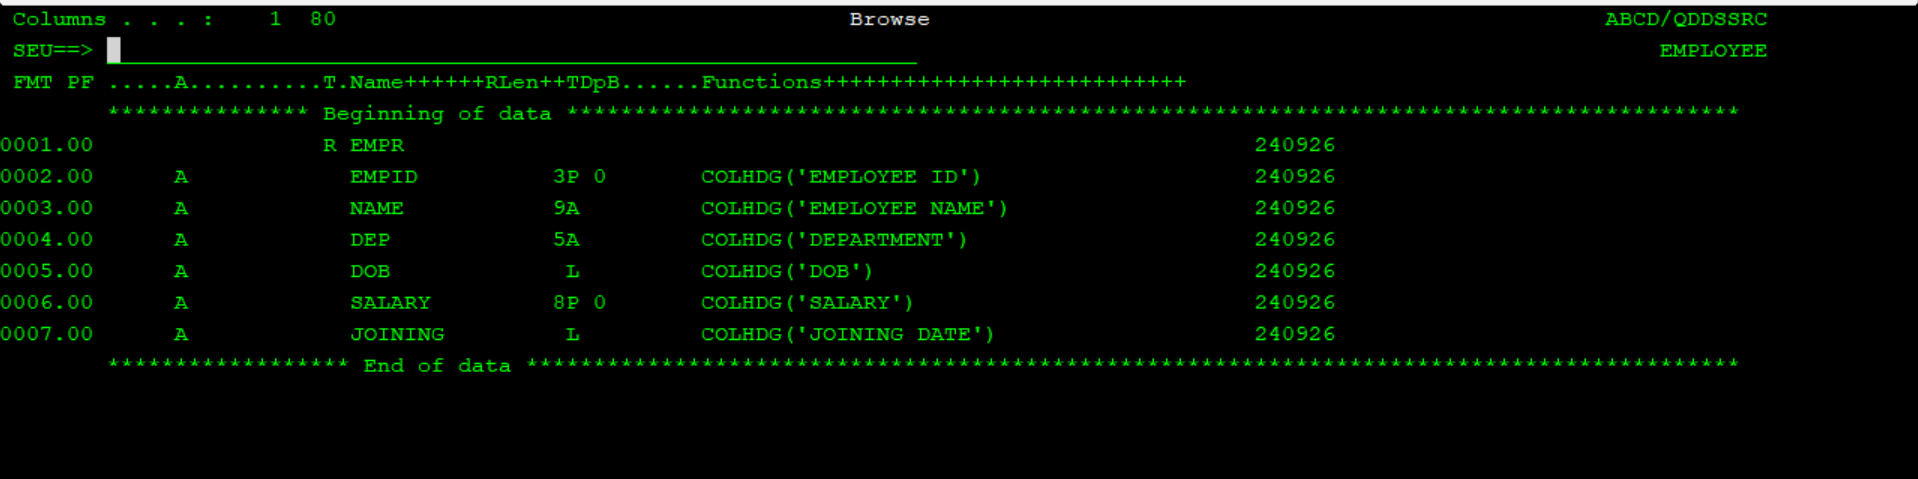 Columns . . . :    1  80                                      Browse                                                  ABCD/QDDSSRC
SEU==>                                                                                                                    EMPLOYEE
FMT PF .....A..........T.Name++++++RLen++TDpB......Functions+++++++++++++++++++++++++++
       *************** Beginning of data ***************************************************************************************
0001.00                 R EMPR                                                               240926
0002.00      A            EMPID          3P 0       COLHDG('EMPLOYEE ID')                    240926
0003.00      A            NAME           9A         COLHDG('EMPLOYEE NAME')                  240926
0004.00      A            DEP            5A         COLHDG('DEPARTMENT')                     240926
0005.00      A            DOB             L         COLHDG('DOB')                            240926
0006.00      A            SALARY         8P 0       COLHDG('SALARY')                         240926
0007.00      A            JOINING         L         COLHDG('JOINING DATE')                   240926
       ****************** End of data ******************************************************************************************